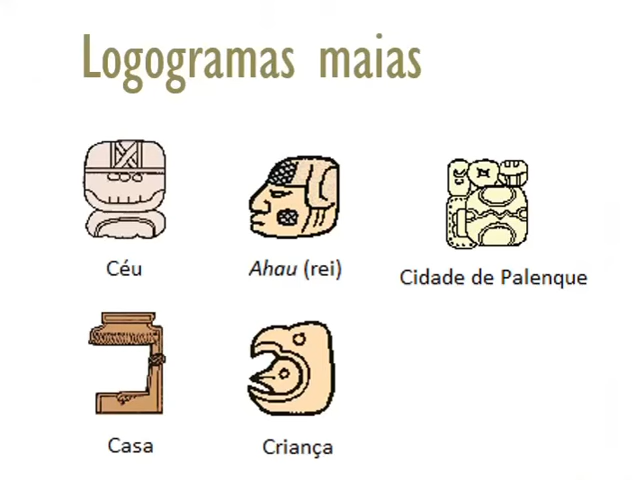 Logogramas maias
Céu
Ahau (rei)
Cidade de Palenque
Casa
Criança